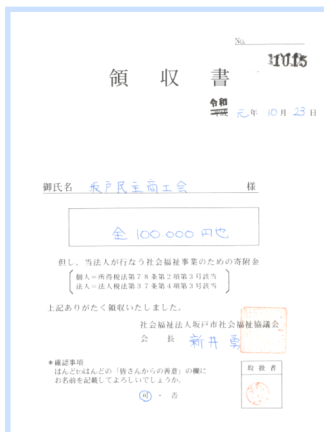 No.
1015
領収書
令和
平成 元年 10月 23日
御氏名 坂戸民主商工会 様
金 100.000 円也
但し、当法人が行なう社会福祉事業のための寄附金
個人＝所得税法第78条第2項第3号該当
法人＝法人税法第37条第4項第3号該当
上記ありがたく領収いたしました。
社会福祉法人坂戸市社会福祉協議会
会長 新井 勇
＊確認事項
はんどtoはんどの「皆さんからの善意」の欄に
お名前を記載してよろしいでしょうか。
可・否
取扱者